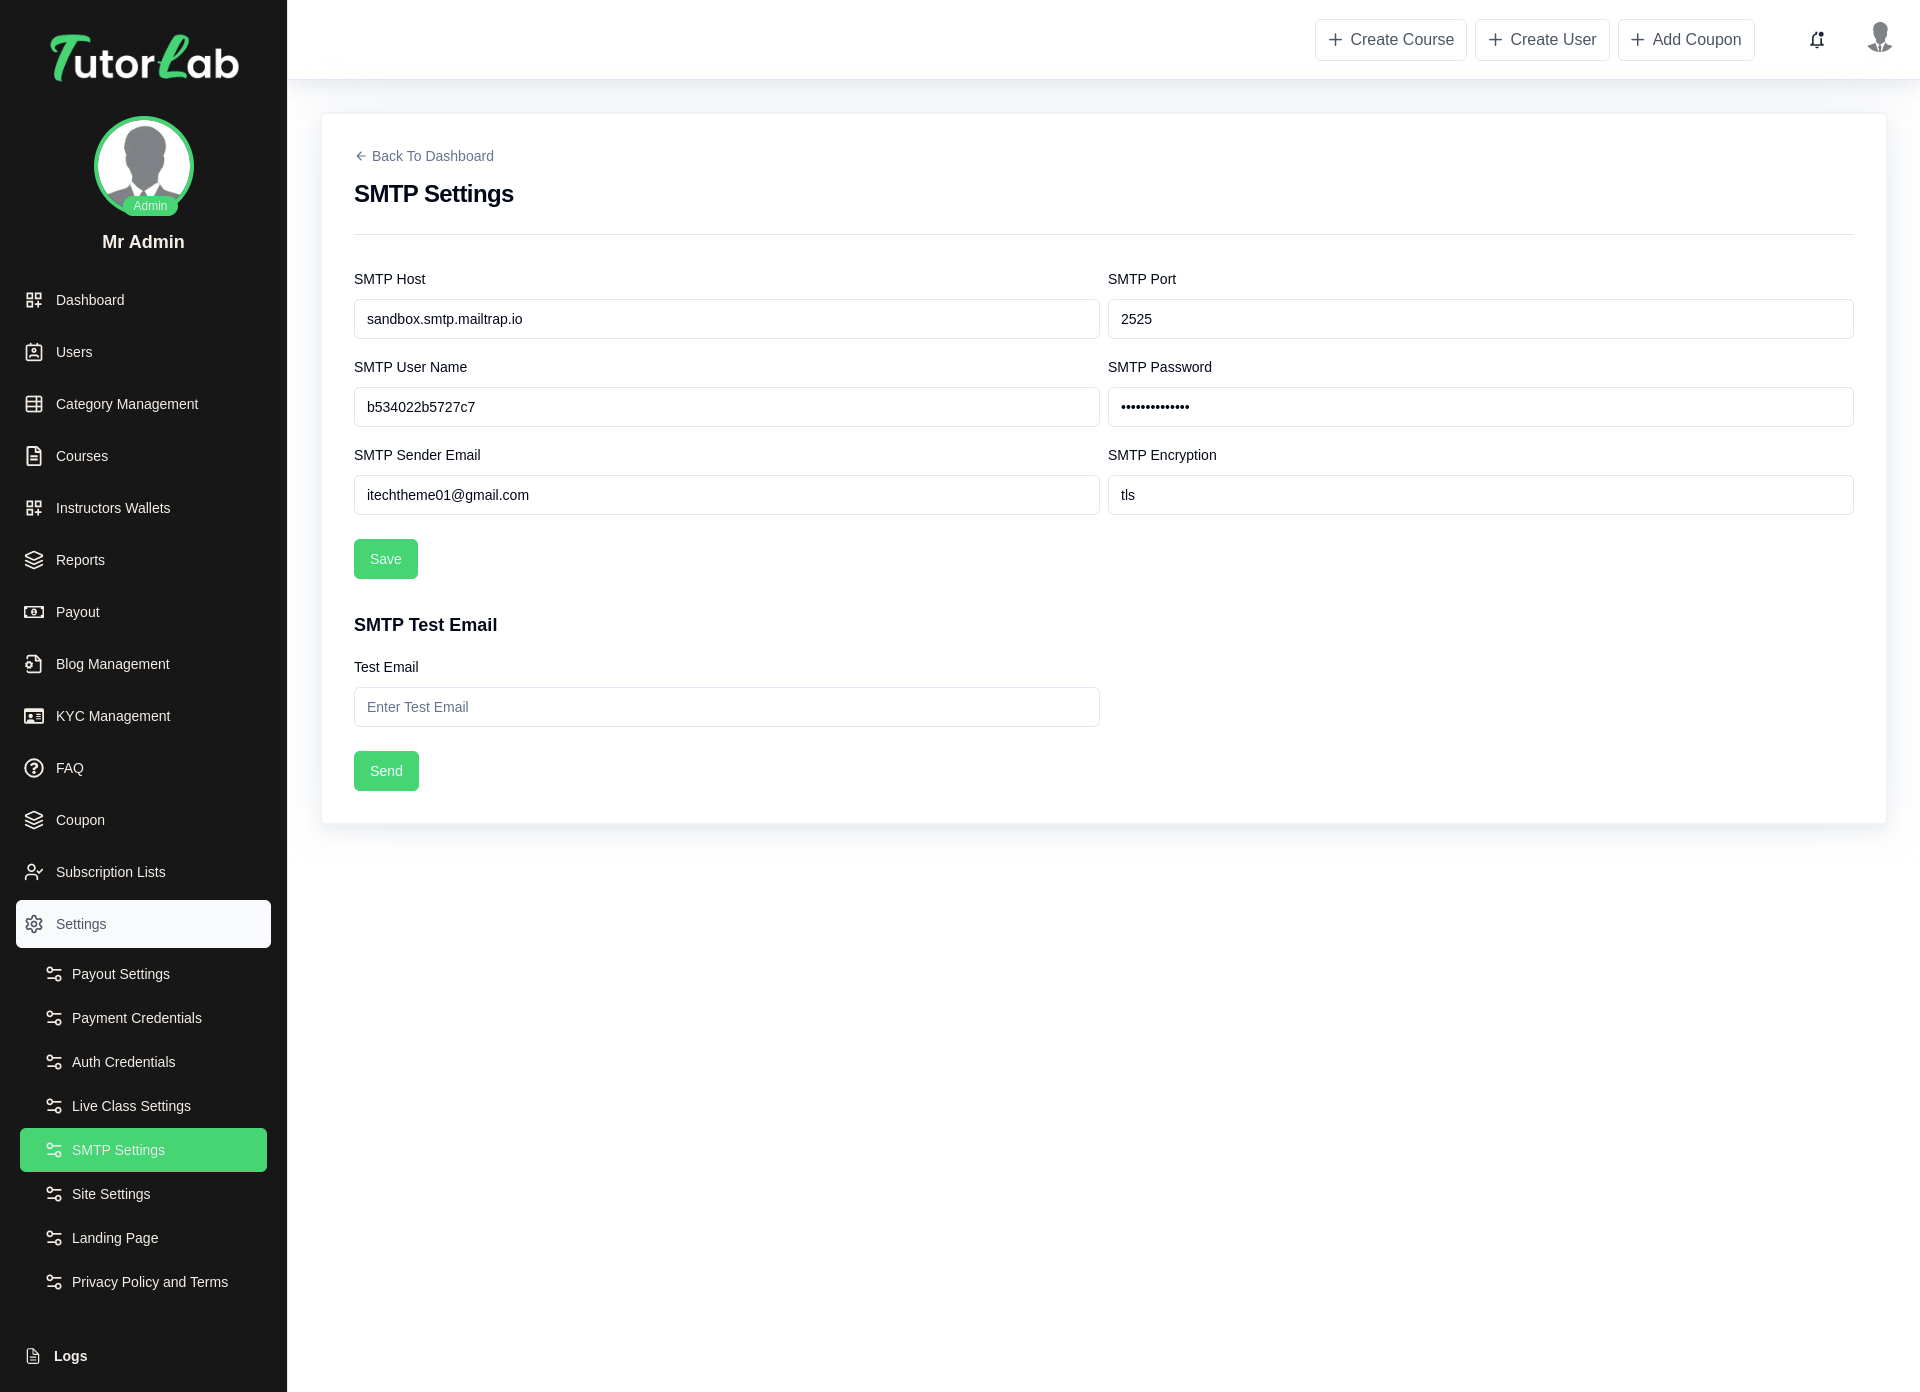 TutorLab
Admin
Mr Admin
Dashboard
Users
Category Management
Courses
Instructors Wallets
Reports
Payout
Blog Management
KYC Management
FAQ
Coupon
Subscription Lists
Settings
Payout Settings
Payment Credentials
Auth Credentials
Live Class Settings
SMTP Settings
Site Settings
Landing Page
Privacy Policy and Terms
Logs
Create Course
Create User
Add Coupon
Back To Dashboard
SMTP Settings
SMTP Host
SMTP Port
sandbox.smtp.mailtrap.io
2525
SMTP User Name
SMTP Password
b534022b5727c7
••••••••••••••
SMTP Sender Email
SMTP Encryption
itechtheme01@gmail.com
tls
Save
SMTP Test Email
Test Email
Enter Test Email
Send